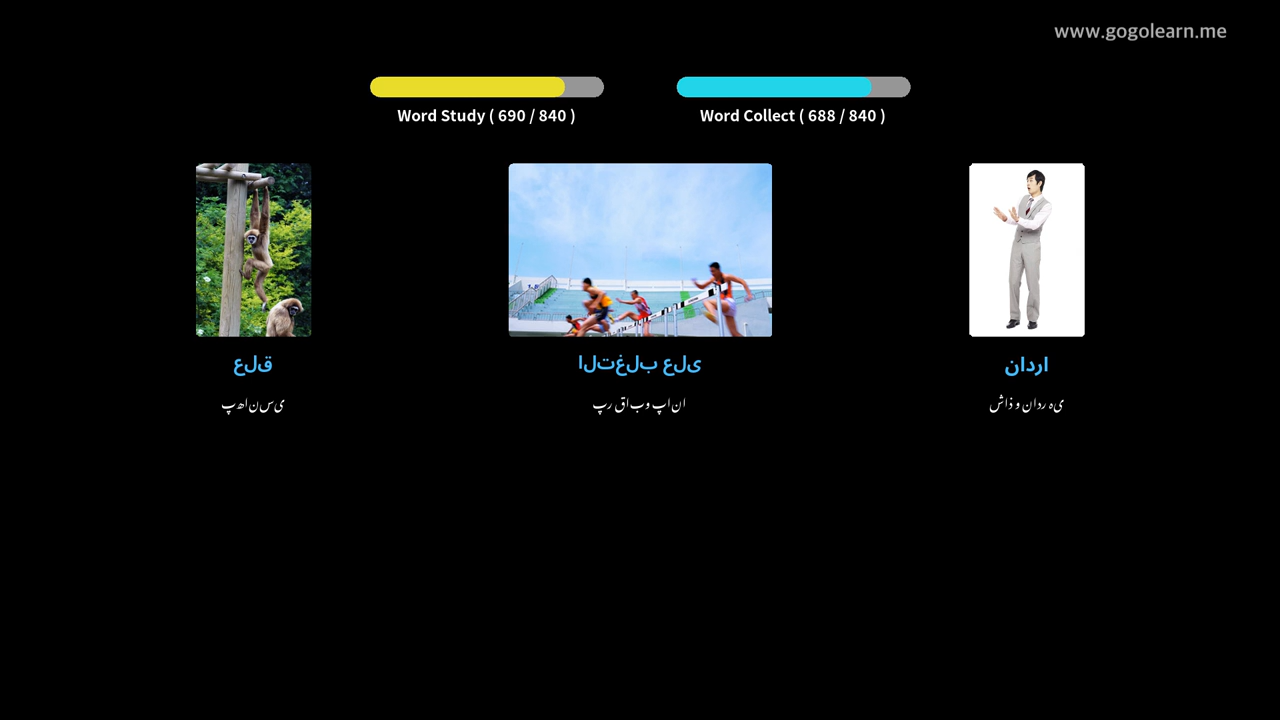 www.gogolearn.me
Word Study ( 690 / 840 )
Word Collect ( 688 / 840 )
علق
التغلب على
نادرا
پھانسی
پر قابو پانا
شاذ و نادر ہی